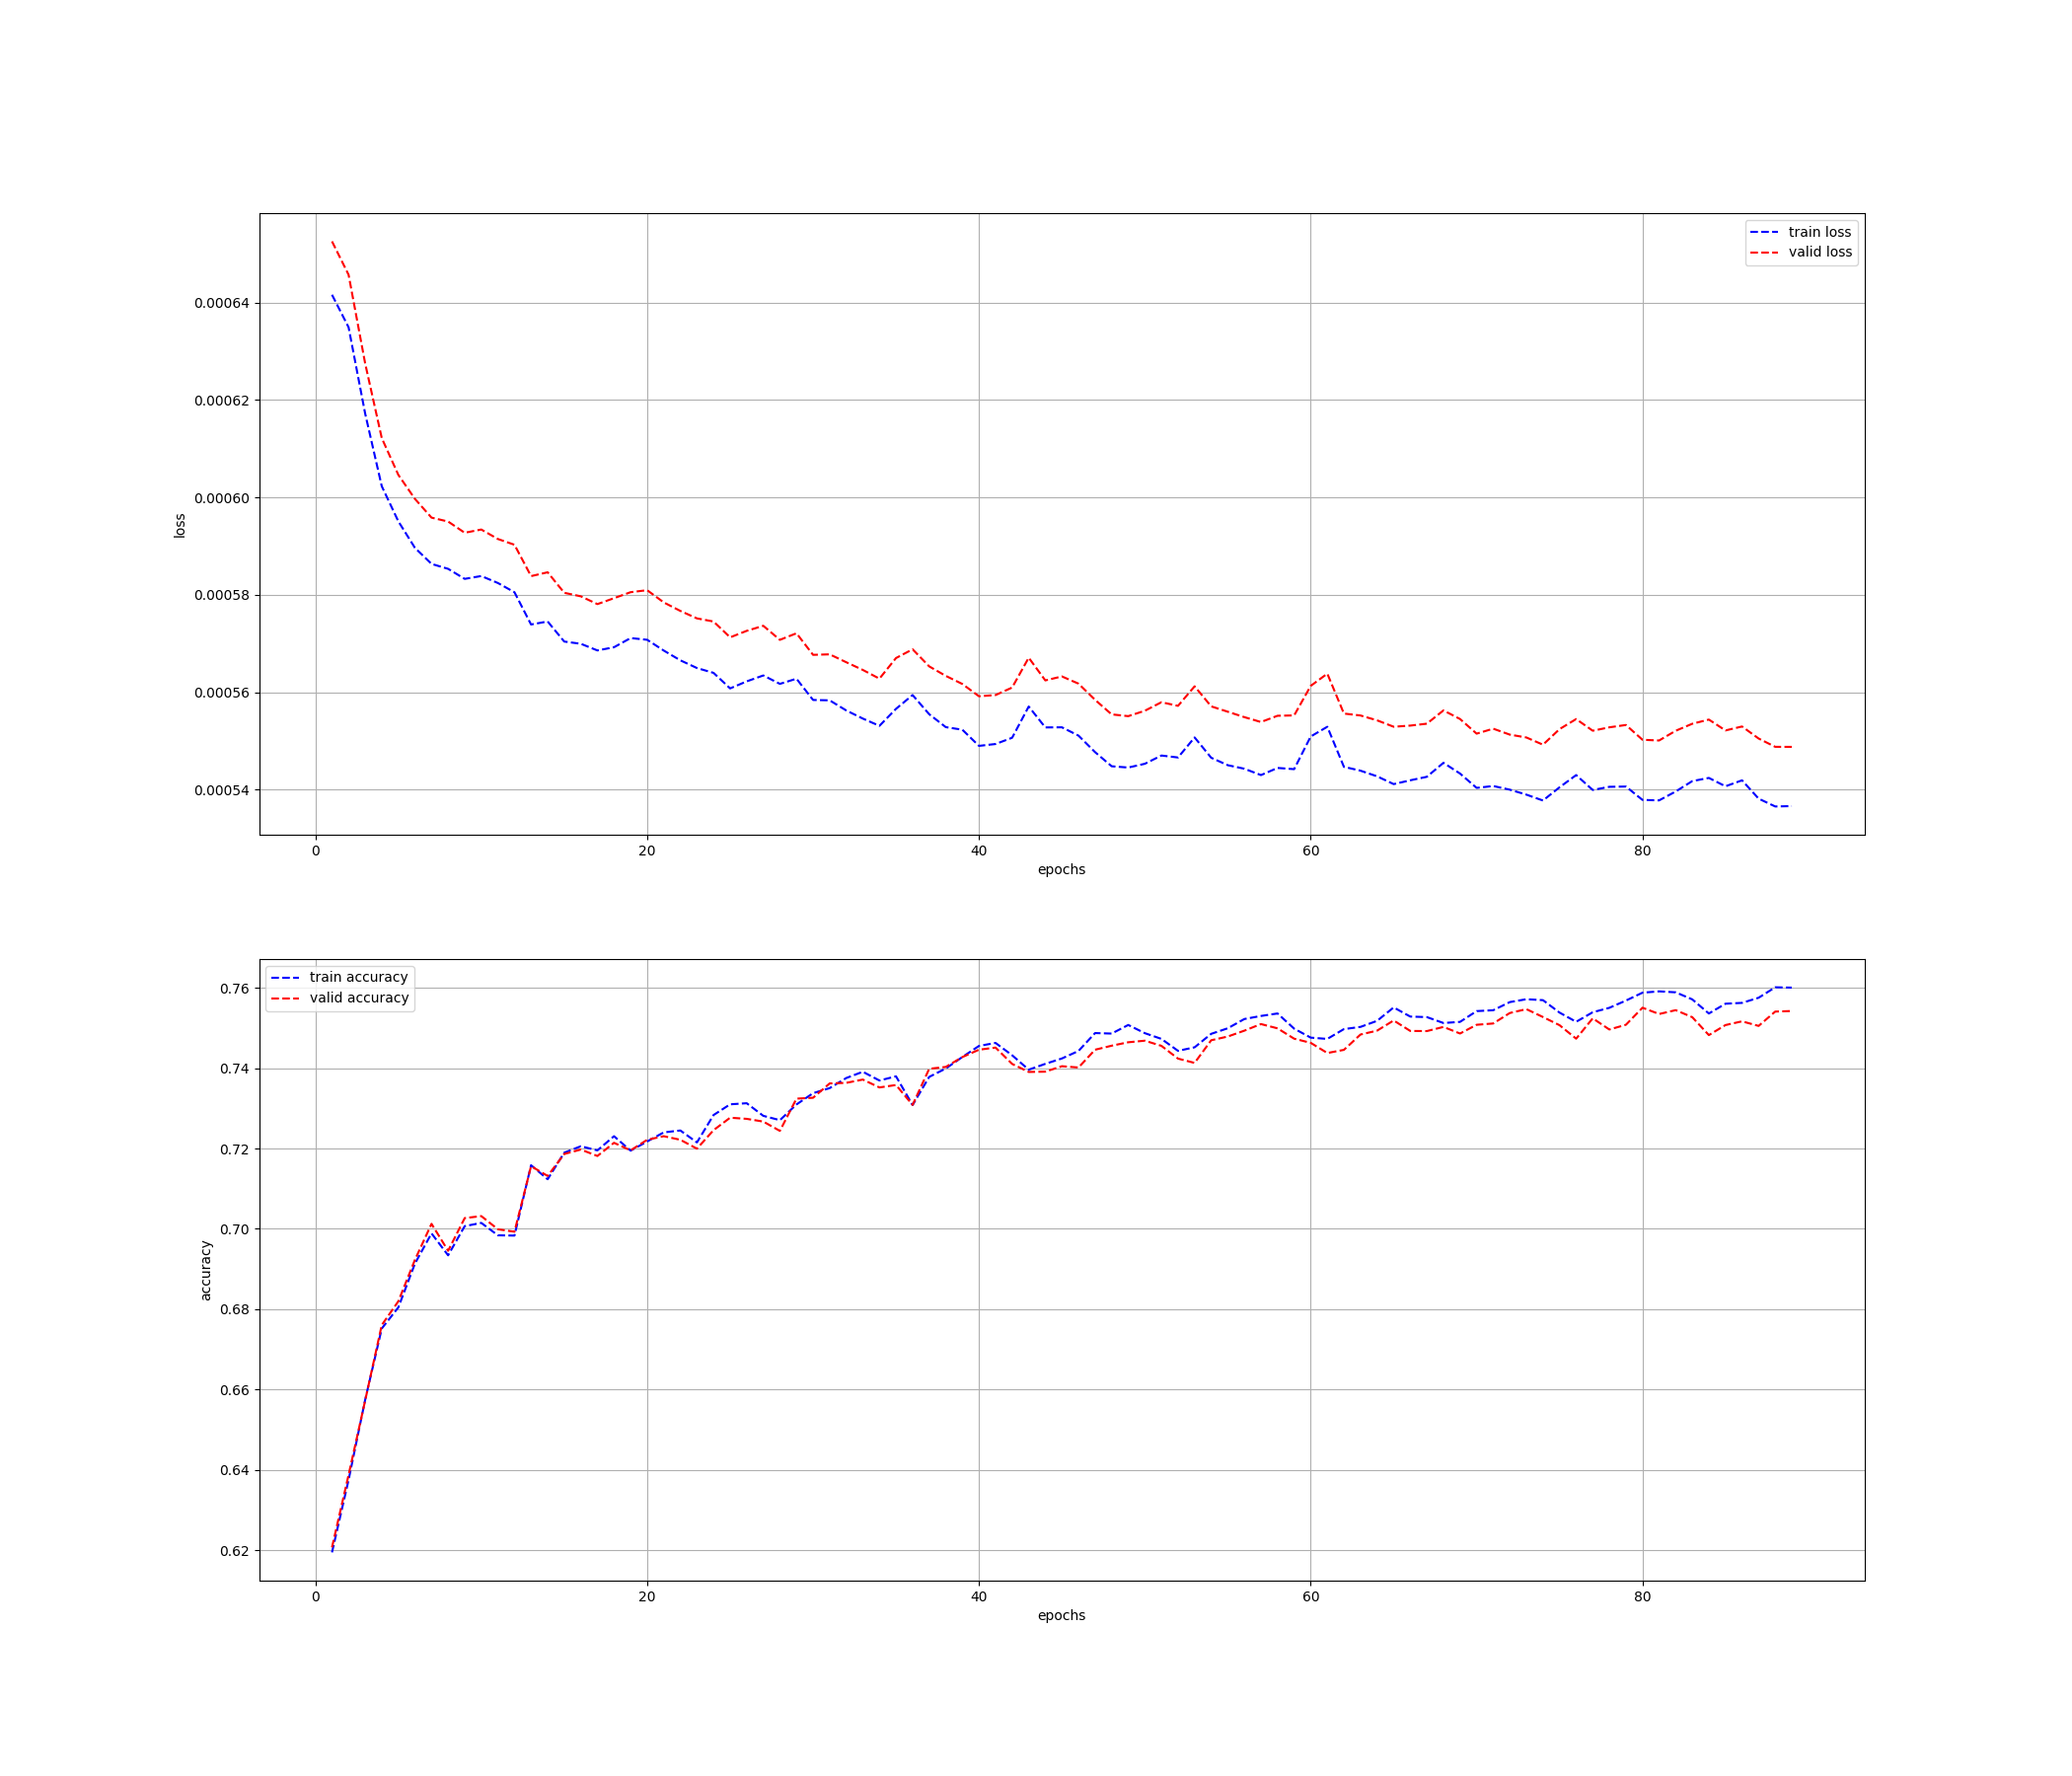 train loss
valid loss
0.00064
0.00062
0.00060
0.00058
0.00056
0.00054
loss
0 20 40 60 80
epochs
train accuracy
valid accuracy
0.76
0.74
0.72
0.70
0.68
0.66
0.64
0.62
accuracy
0 20 40 60 80
epochs